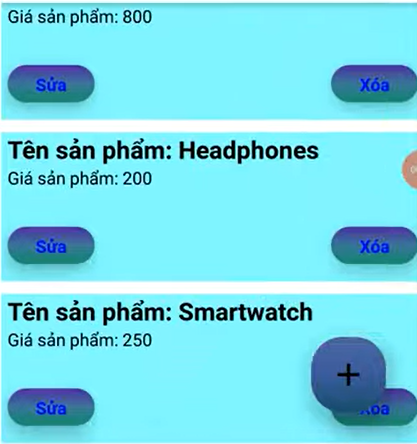 Giá sản phẩm: 800
Sửa Xóa
Tên sản phẩm: Headphones
Giá sản phẩm: 200
Sửa Xóa
Tên sản phẩm: Smartwatch
Giá sản phẩm: 250
+
Sửa Xóa